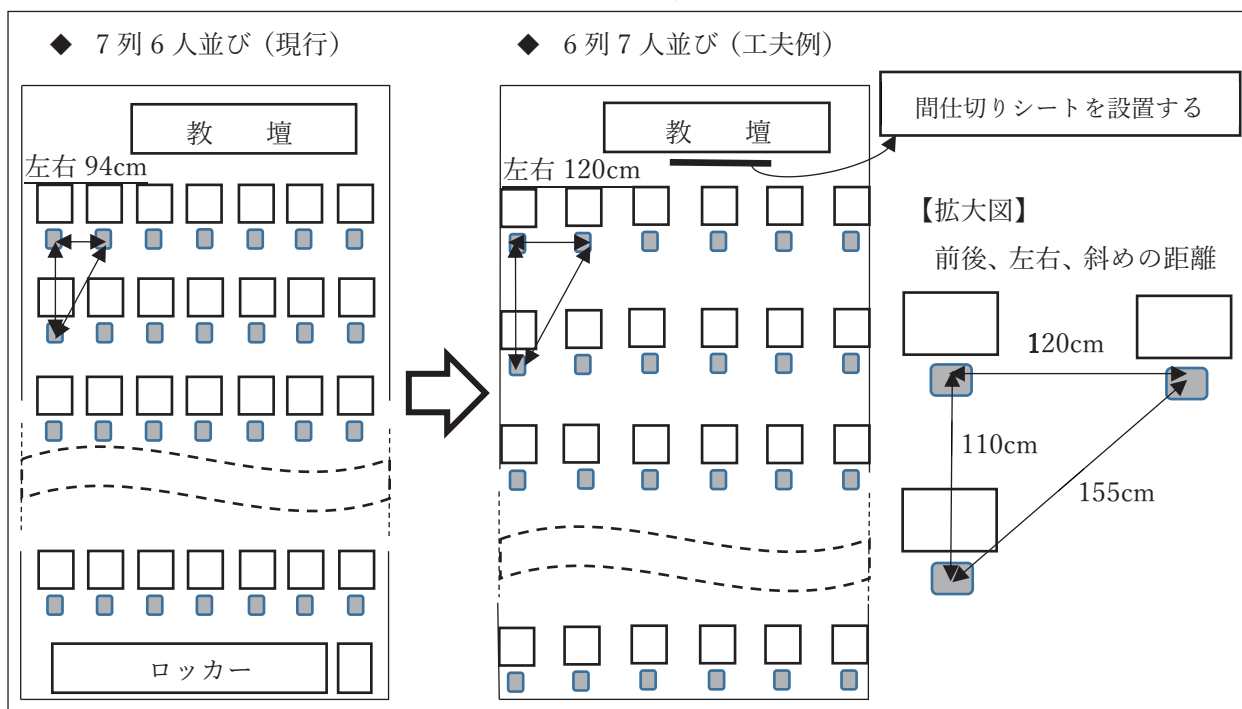 ◆ 7列6人並び（現行）
教 壇
左右 94cm
ロッカー
◆ 6列7人並び（工夫例）
教 壇
左右 120cm
間仕切りシートを設置する
【拡大図】
前後、左右、斜めの距離
120cm
110cm
155cm